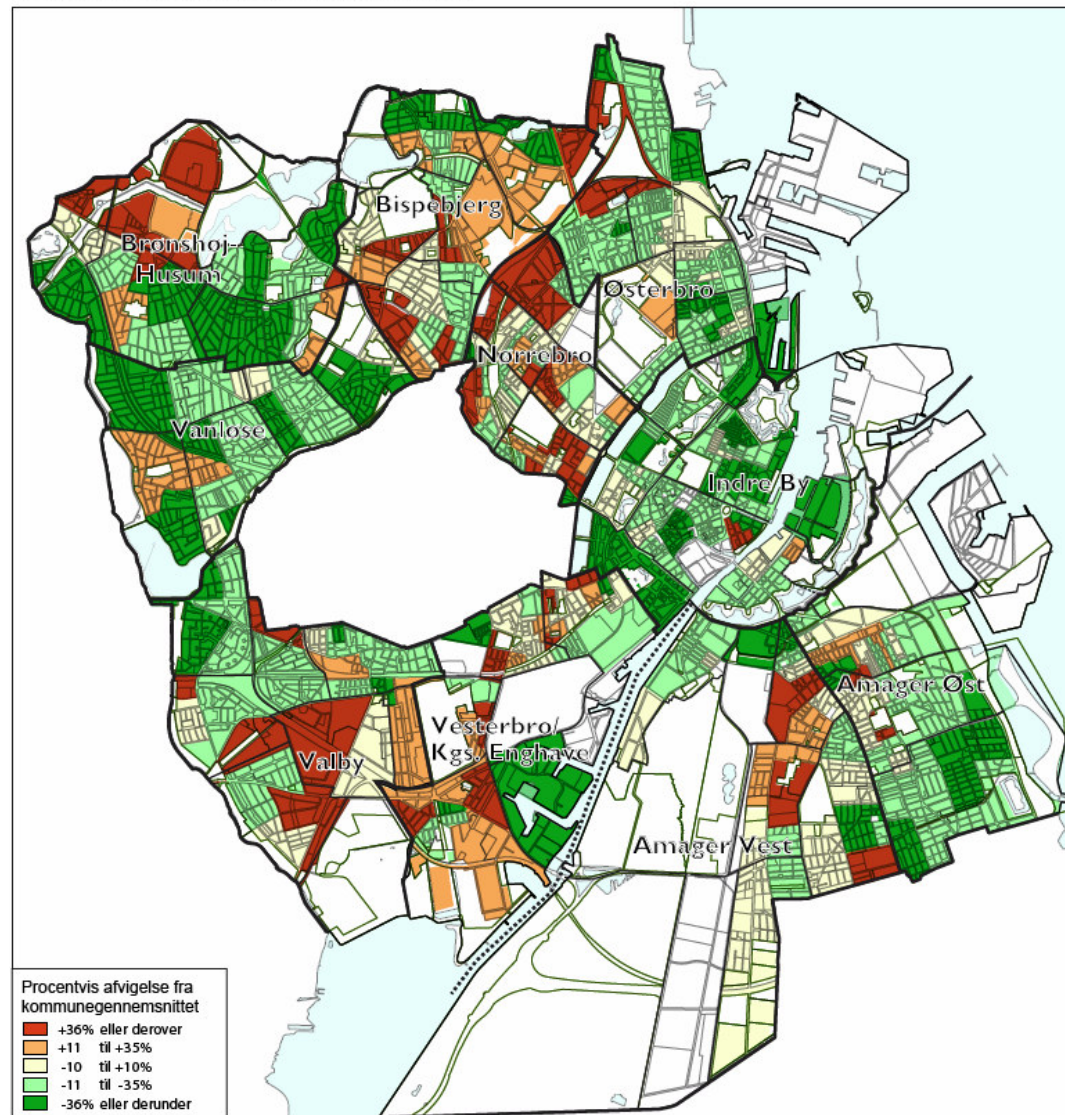 Bispebjerg
Brønshøj-
Husum
Østerbro
Nørrebro
Vanløse
Indre By
Amager Øst
Vesterbro/
Kgs. Enghave
Valby
Amager Vest
Procentvis afvigelse fra
kommunegennemsnittet
+36% eller derover
+11 til +35%
-10 til +10%
-11 til -35%
-36% eller derunder